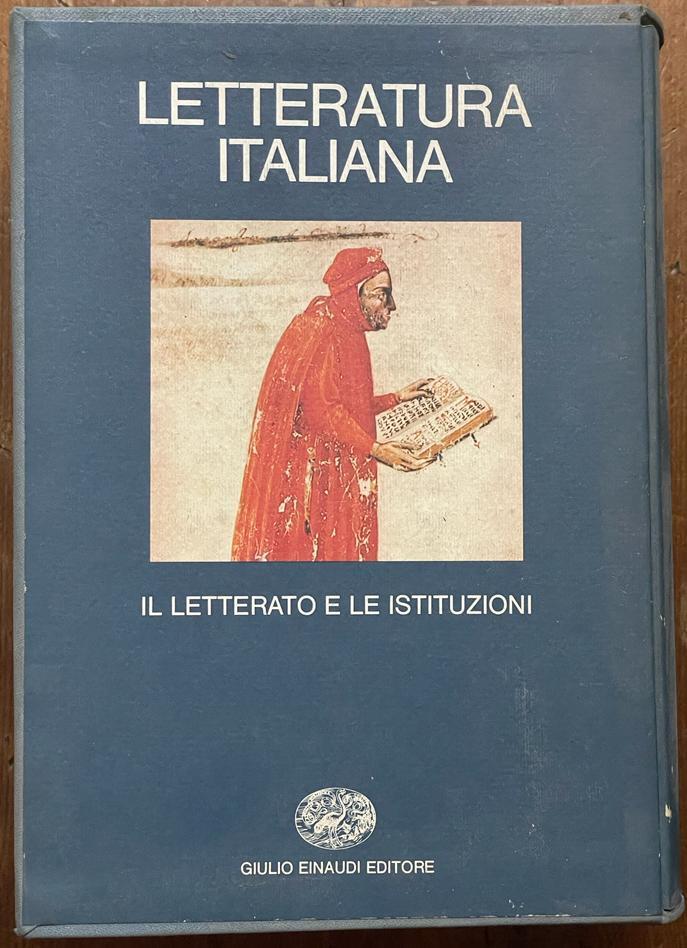 LETTERATURA
ITALIANA
IL LETTERATO E LE ISTITUZIONI
GIULIO EINAUDI EDITORE